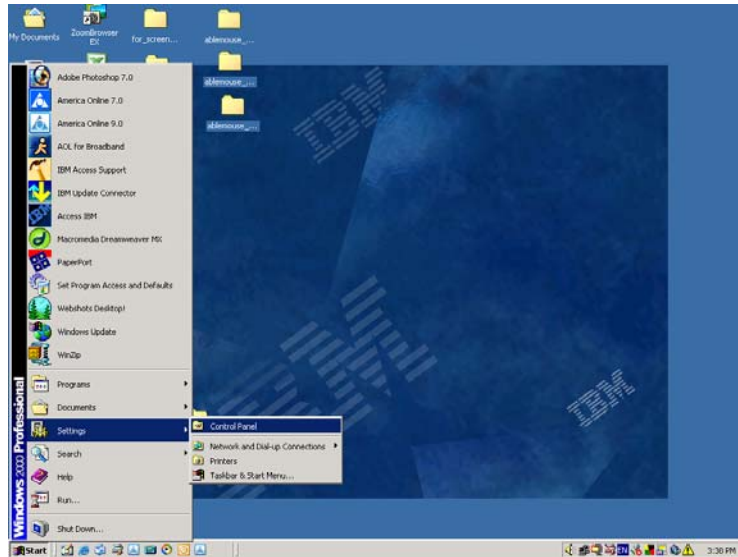 My Documents
ZoomBrowser
EX
for_screen...
ablemouse_...
ablemouse_...
ablemouse_...
Adobe Photoshop 7.0
America Online 7.0
America Online 9.0
AOL for Broadband
IBM Access Support
IBM Update Connector
Access IBM
Macromedia Dreamweaver MX
PaperPort
Set Program Access and Defaults
Webshots Desktop!
Windows Update
WinZip
Programs
Documents
Settings
Search
Help
Run...
Shut Down...
Windows 2000 Professional
Control Panel
Network and Dial-up Connections
Printers
Taskbar & Start Menu...
IBM
IBM
IBM
Start
EN
3:30 PM